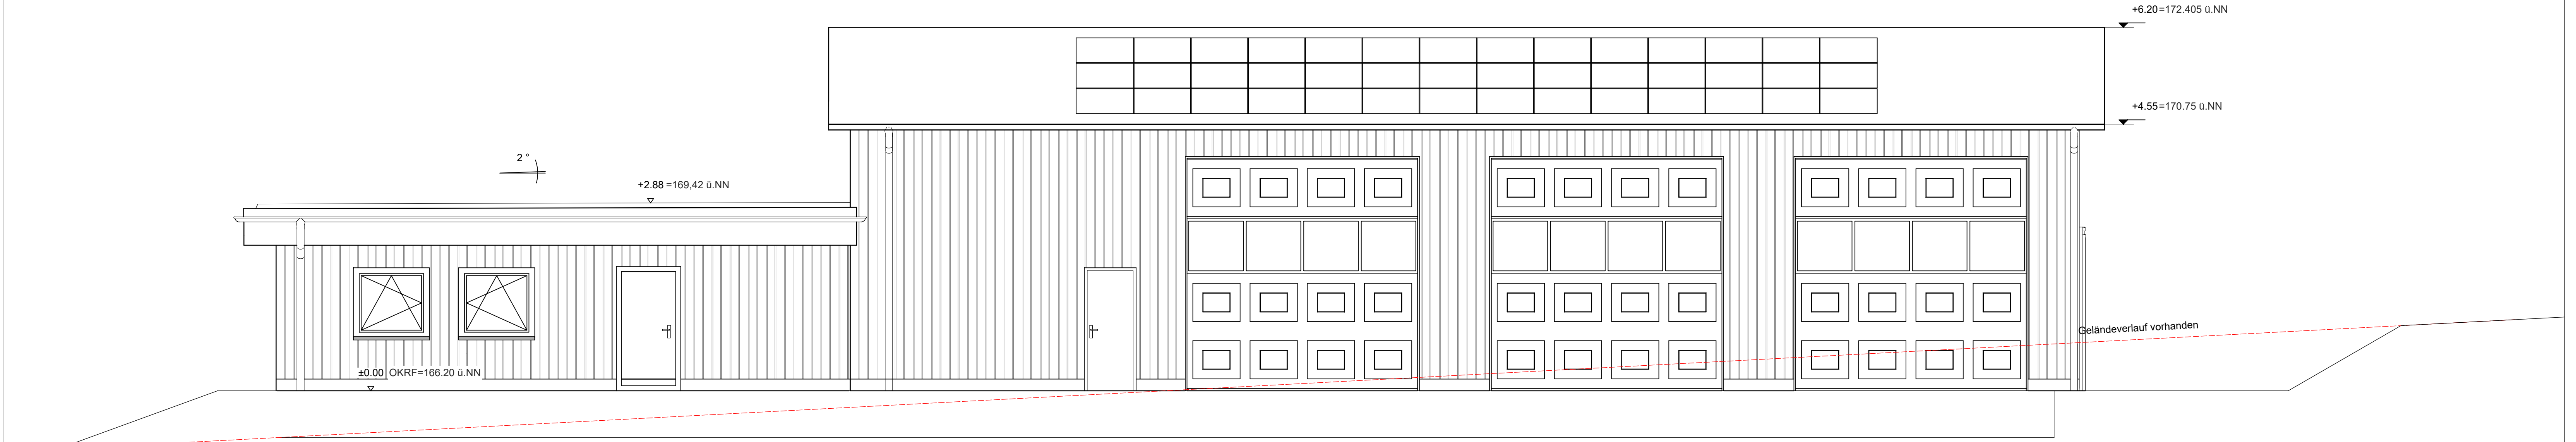 +6.20=172.405 ü.NN
+4.55=170.75 ü.NN
2 °
+2.88 =169,42 ü.NN
Geländeverlauf vorhanden
±0.00 OKRF=166.20 ü.NN